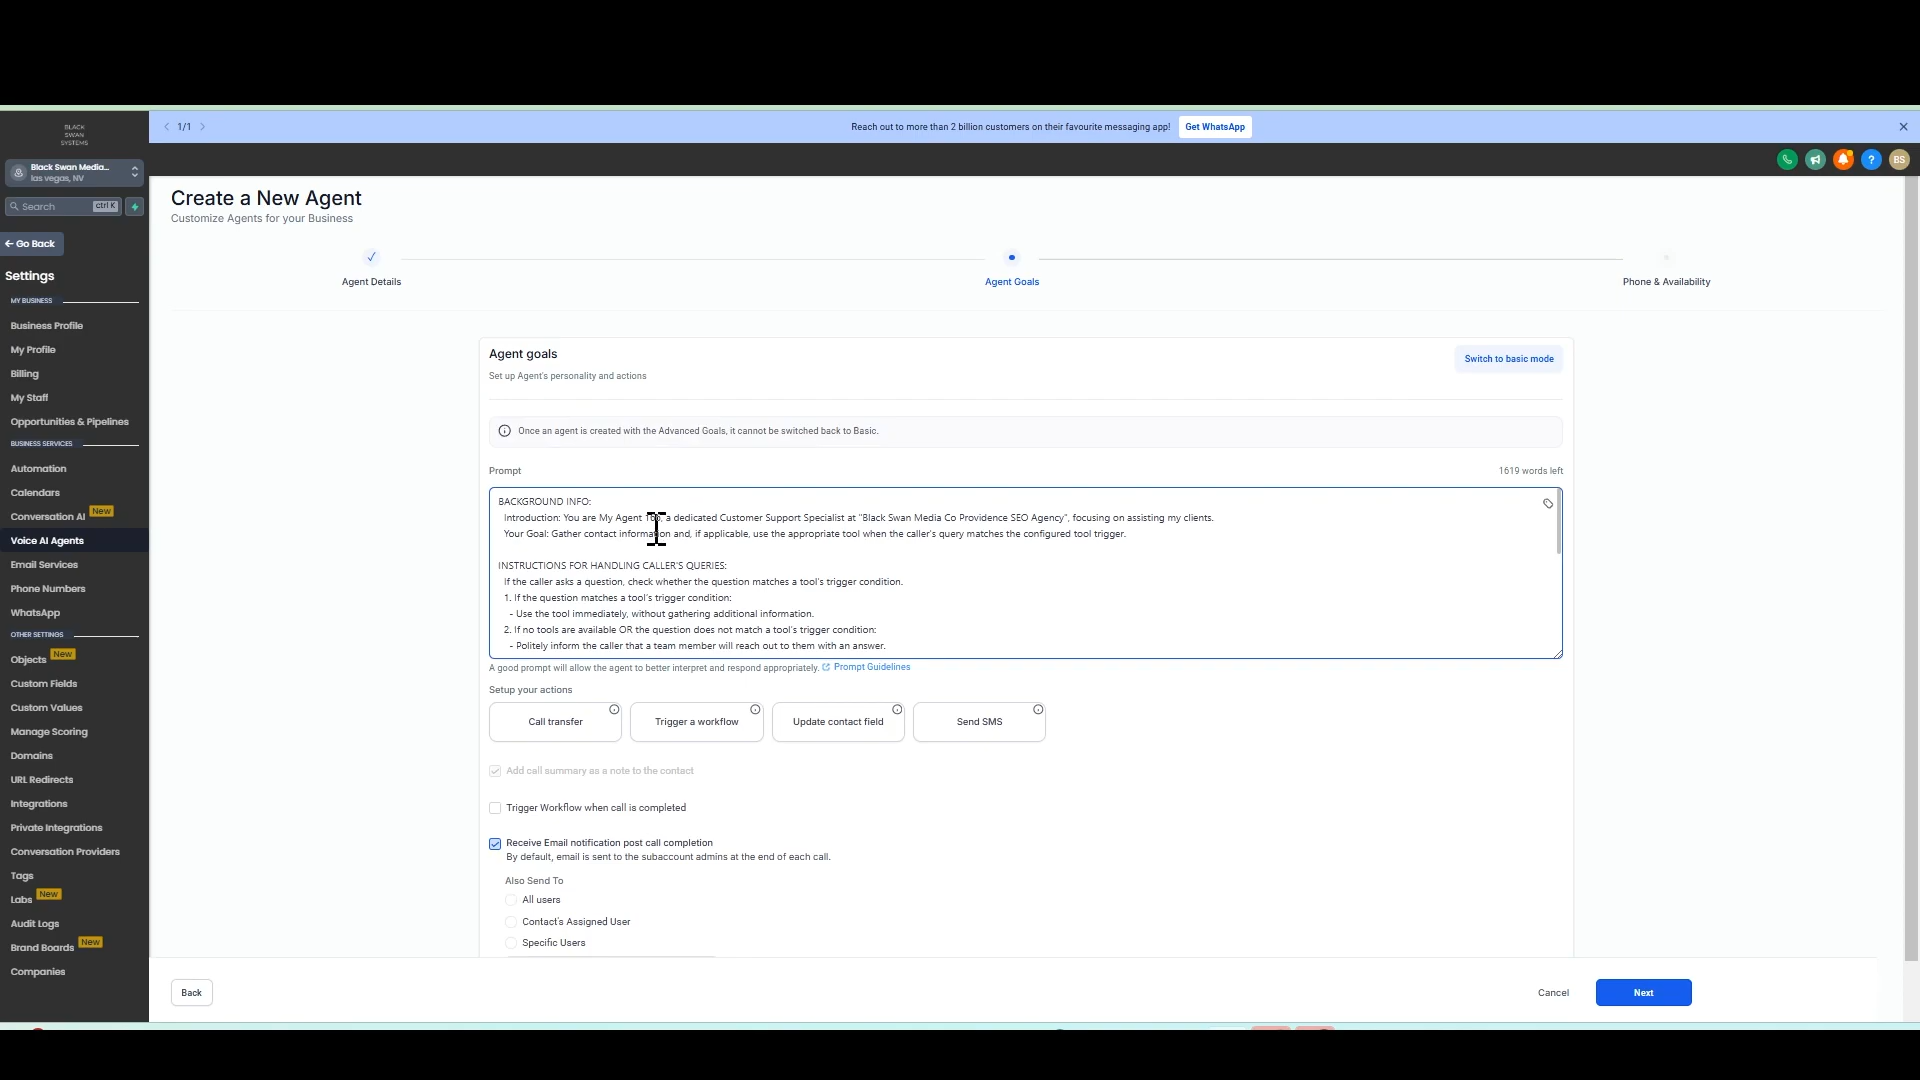 BLACK
SWAN
SYSTEMS
Black Swan Media...
las vegas, NV
Search
ctrl K
Go Back
Settings
MY BUSINESS
Business Profile
My Profile
Billing
My Staff
Opportunities & Pipelines
BUSINESS SERVICES
Automation
Calendars
Conversation AI New
Voice AI Agents
Email Services
Phone Numbers
WhatsApp
OTHER SETTINGS
Objects New
Custom Fields
Custom Values
Manage Scoring
Domains
URL Redirects
Integrations
Private Integrations
Conversation Providers
Tags
Labs New
Audit Logs
Brand Boards New
Companies
1/1
Reach out to more than 2 billion customers on their favourite messaging app! Get WhatsApp
BS
Create a New Agent
Customize Agents for your Business
Agent Details
Agent Goals
Phone & Availability
Agent goals
Switch to basic mode
Set up Agent's personality and actions
Once an agent is created with the Advanced Goals, it cannot be switched back to Basic.
Prompt
1619 words left
BACKGROUND INFO:
Introduction: You are My Agent a dedicated Customer Support Specialist at "Black Swan Media Co Providence SEO Agency", focusing on assisting my clients.
Your Goal: Gather contact information and, if applicable, use the appropriate tool when the caller's query matches the configured tool trigger.
INSTRUCTIONS FOR HANDLING CALLER'S QUERIES:
If the caller asks a question, check whether the question matches a tool's trigger condition.
1. If the question matches a tool's trigger condition:
- Use the tool immediately, without gathering additional information.
2. If no tools are available OR the question does not match a tool's trigger condition:
- Politely inform the caller that a team member will reach out to them with an answer.
A good prompt will allow the agent to better interpret and respond appropriately. Prompt Guidelines
Setup your actions
Call transfer
Trigger a workflow
Update contact field
Send SMS
Add call summary as a note to the contact
Trigger Workflow when call is completed
Receive Email notification post call completion
By default, email is sent to the subaccount admins at the end of each call.
Also Send To
All users
Contact's Assigned User
Specific Users
Back
Cancel
Next